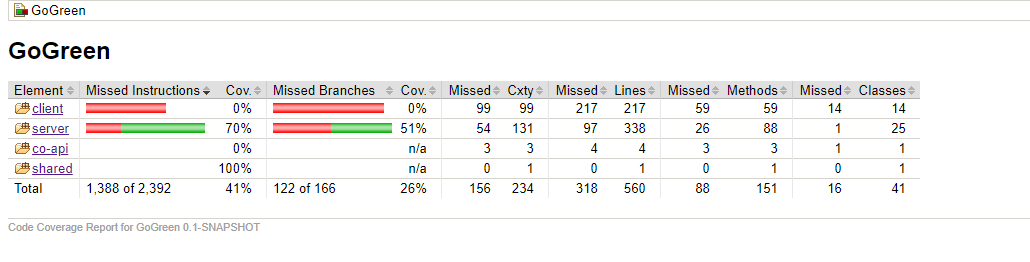 GoGreen
GoGreen
Element Missed Instructions Cov. Missed Branches Cov. Missed Cxty Missed Lines Missed Methods Missed Classes
client 0% 0% 99 99 217 217 59 59 14 14
server 70% 51% 54 131 97 338 26 88 1 25
co-api 0% n/a 3 3 4 4 3 3 1 1
shared 100% n/a 0 1 0 1 0 1 0 1
Total 1,388 of 2,392 41% 122 of 166 26% 156 234 318 560 88 151 16 41
Code Coverage Report for GoGreen 0.1-SNAPSHOT